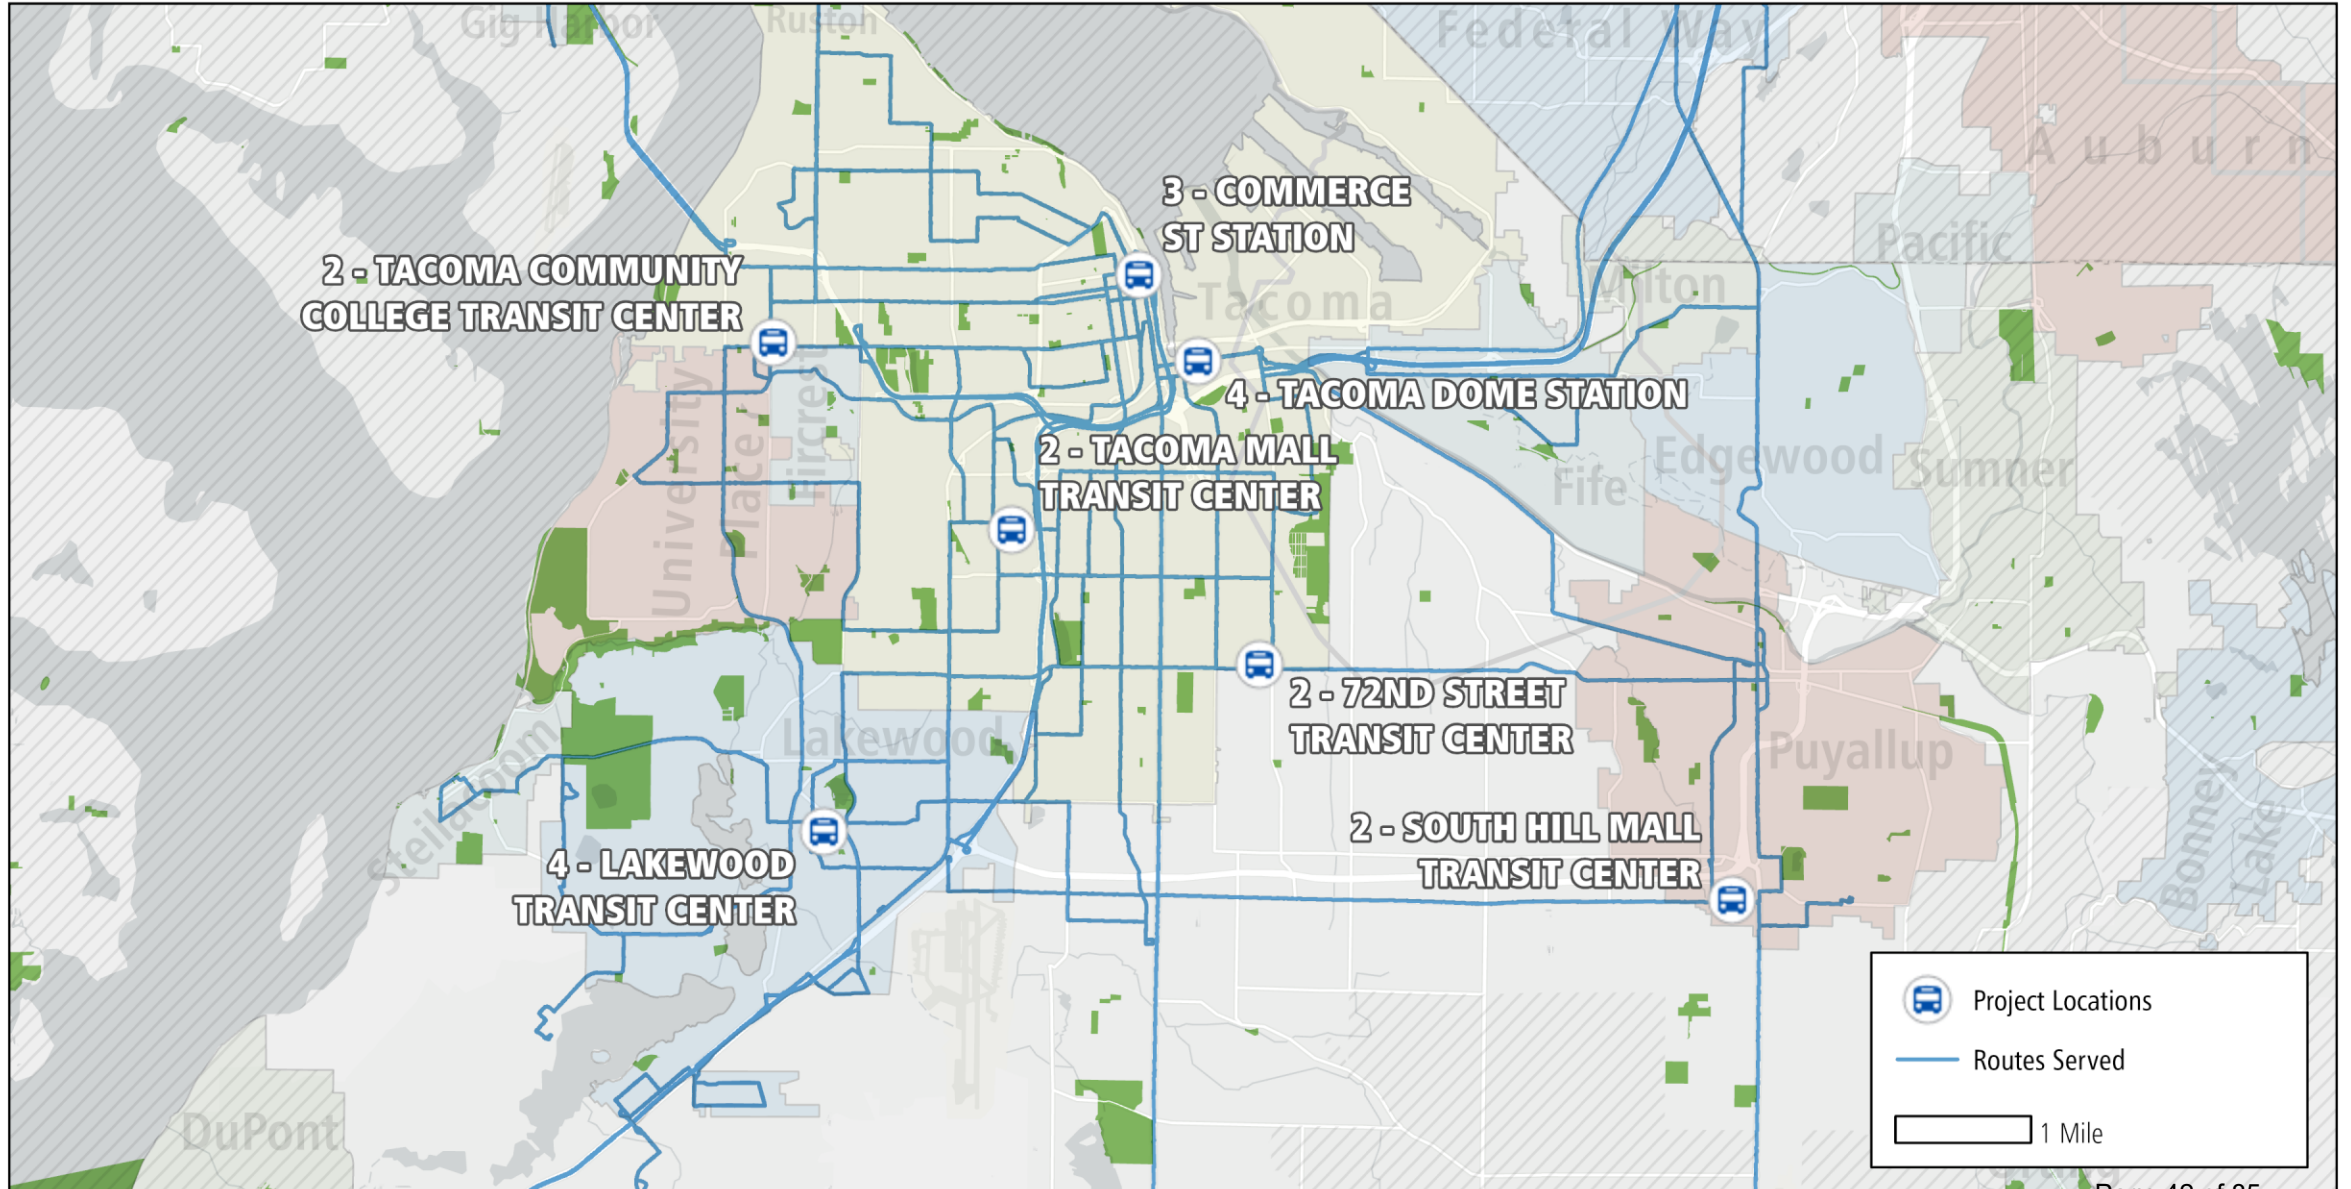 Gig Harbor
Ruston
Federal Way
Auburn
3 - COMMERCE
ST STATION
Pacific
2 - TACOMA COMMUNITY
COLLEGE TRANSIT CENTER
Tacoma
Milton
4 - TACOMA DOME STATION
University
Place
Fircrest
2 - TACOMA MALL
TRANSIT CENTER
Fife
Edgewood
Sumner
2 - 72ND STREET
TRANSIT CENTER
Lakewood
Puyallup
Steilacoom
Bonney
Lake
2 - SOUTH HILL MALL
TRANSIT CENTER
4 - LAKEWOOD
TRANSIT CENTER
Project Locations
Routes Served
1 Mile
DuPont